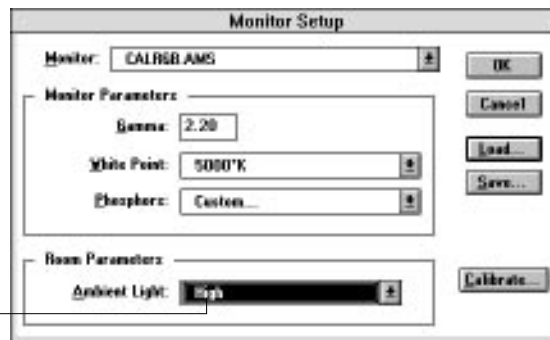 Monitor Setup
Monitor: CALRGB.AMS
OK
Monitor Parameters
Cancel
Gamma: 2.20
Load...
White Point: 5000°K
Save...
Phosphors: Custom...
Room Parameters
Ambient Light: High
Calibrate...